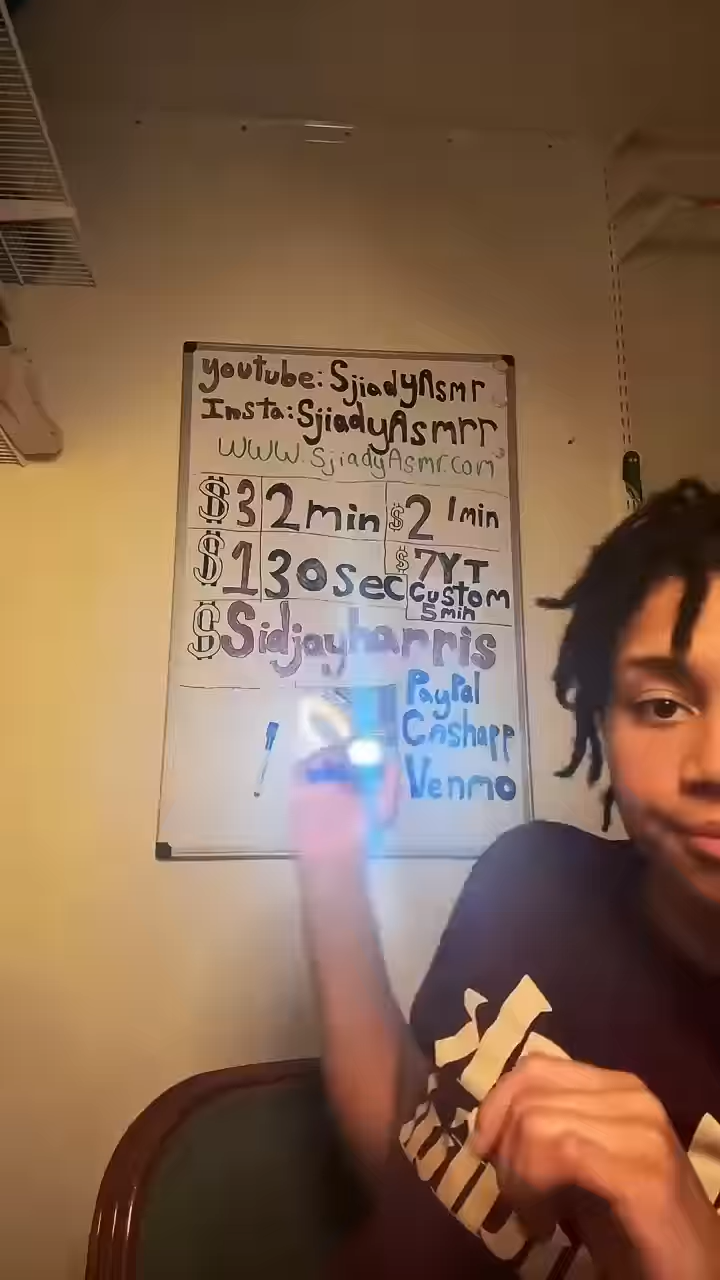 youtube: SjiadyAsmr
Insta: SjiadyAsmrr
www.SjiadyAsmr.com
$3 2min $2 1min
$1 30sec $7YT
Custom
5min
$Sidjayharris
PayPal
Cashapp
Venmo